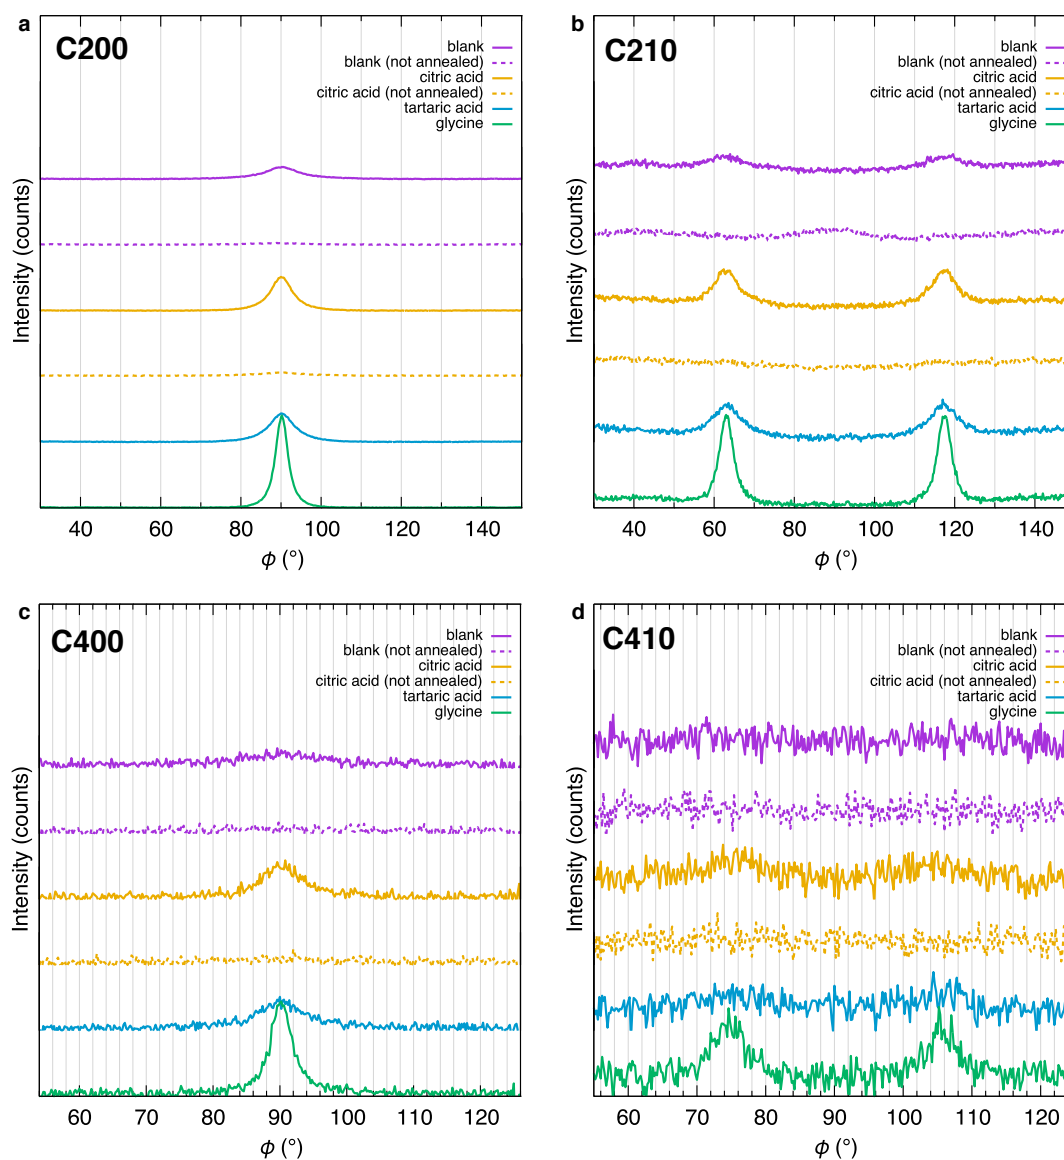 a
C200
blank
blank (not annealed)
citric acid
citric acid (not annealed)
tartaric acid
glycine
Intensity (counts)
40 60 80 100 120 140
ϕ (°)
b
C210
blank
blank (not annealed)
citric acid
citric acid (not annealed)
tartaric acid
glycine
Intensity (counts)
40 60 80 100 120 140
ϕ (°)
c
C400
blank
blank (not annealed)
citric acid
citric acid (not annealed)
tartaric acid
glycine
Intensity (counts)
60 70 80 90 100 110 120
ϕ (°)
d
C410
blank
blank (not annealed)
citric acid
citric acid (not annealed)
tartaric acid
glycine
Intensity (counts)
60 70 80 90 100 110 120
ϕ (°)